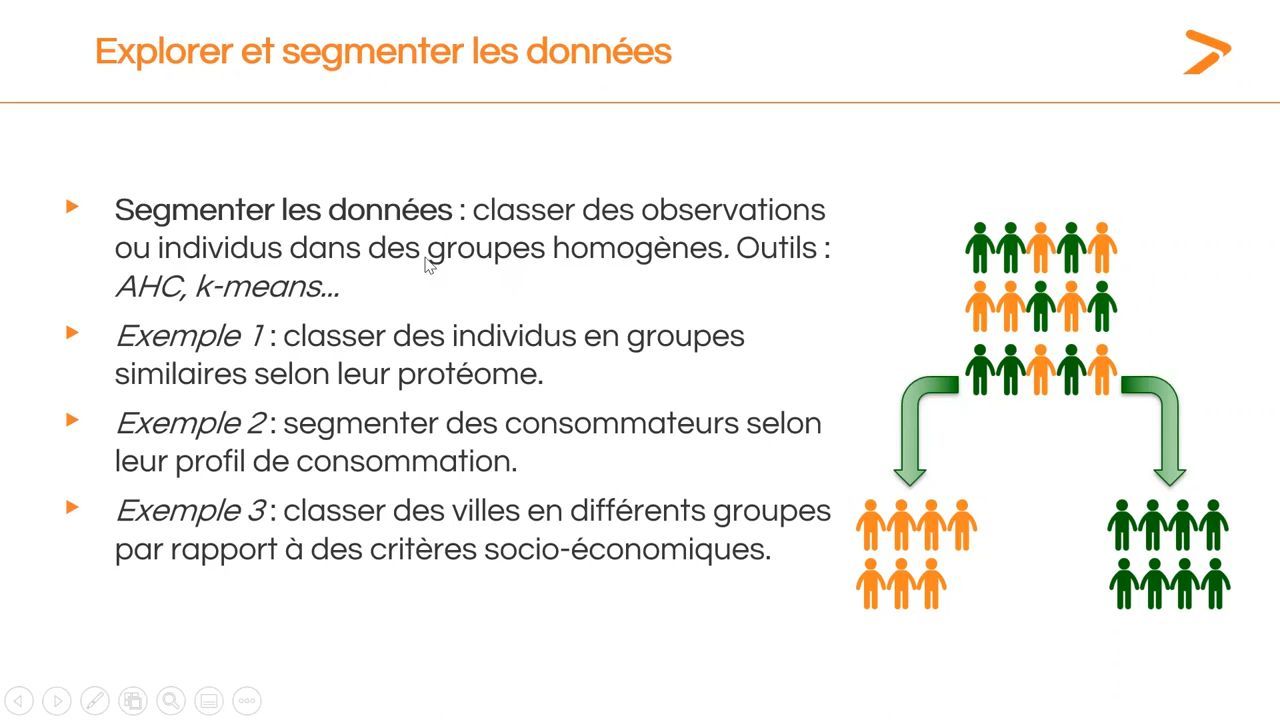 Explorer et segmenter les données
Segmenter les données : classer des observations
ou individus dans des groupes homogènes. Outils :
AHC, k-means...
Exemple 1 : classer des individus en groupes
similaires selon leur protéome.
Exemple 2 : segmenter des consommateurs selon
leur profil de consommation.
Exemple 3 : classer des villes en différents groupes
par rapport à des critères socio-économiques.